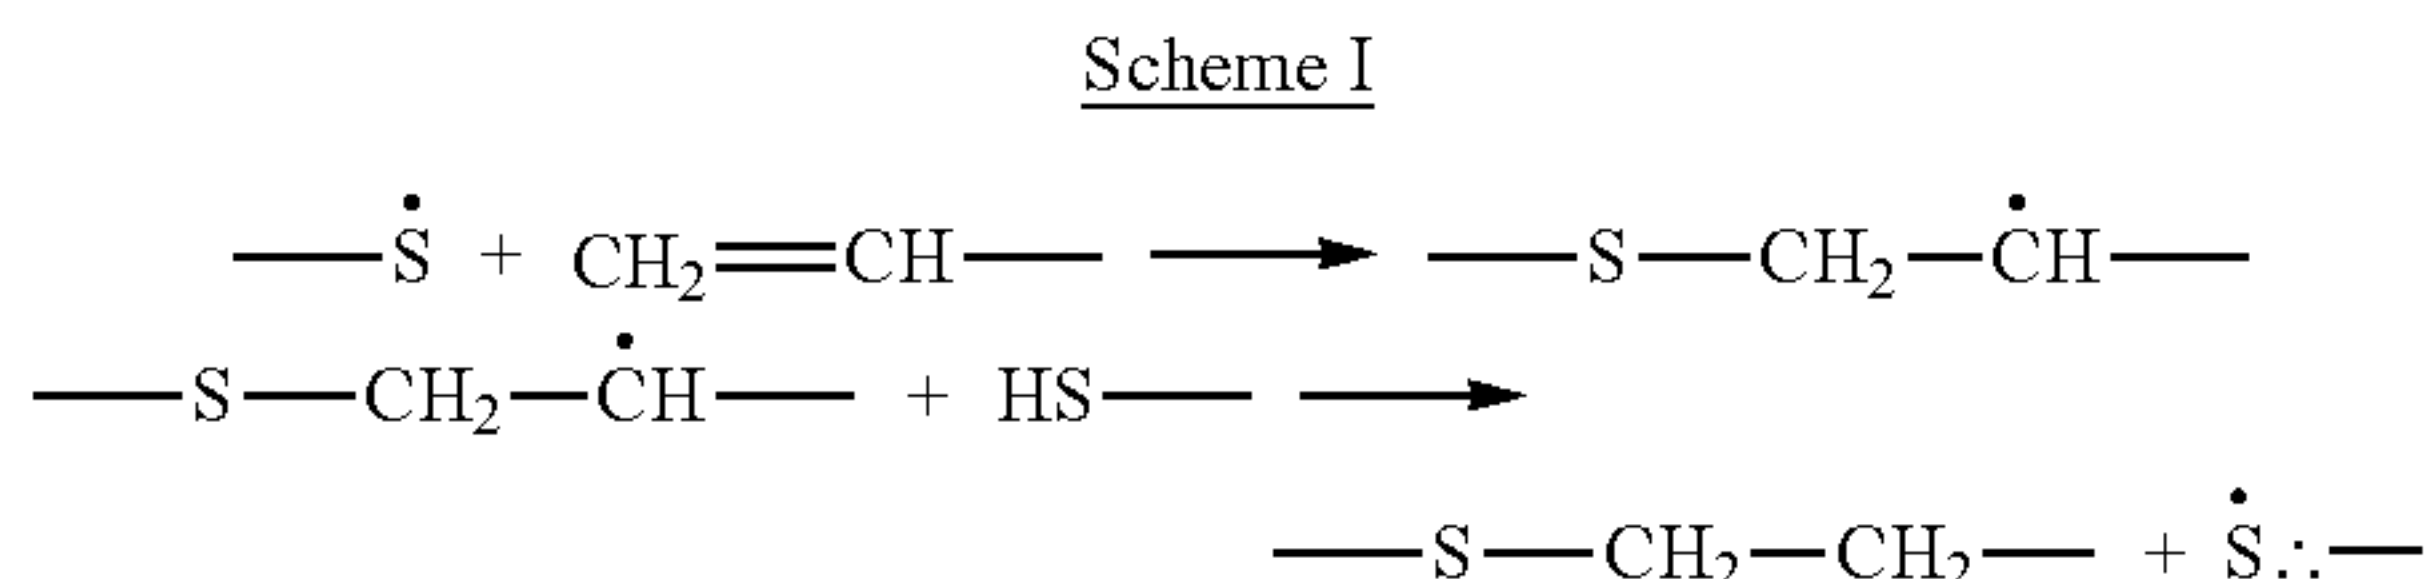 Scheme I
—Ṡ + CH₂═CH— ⟶ —S—CH₂—ĊH—
—S—CH₂—ĊH— + HS— ⟶
—S—CH₂—CH₂— + Ṡ∴—